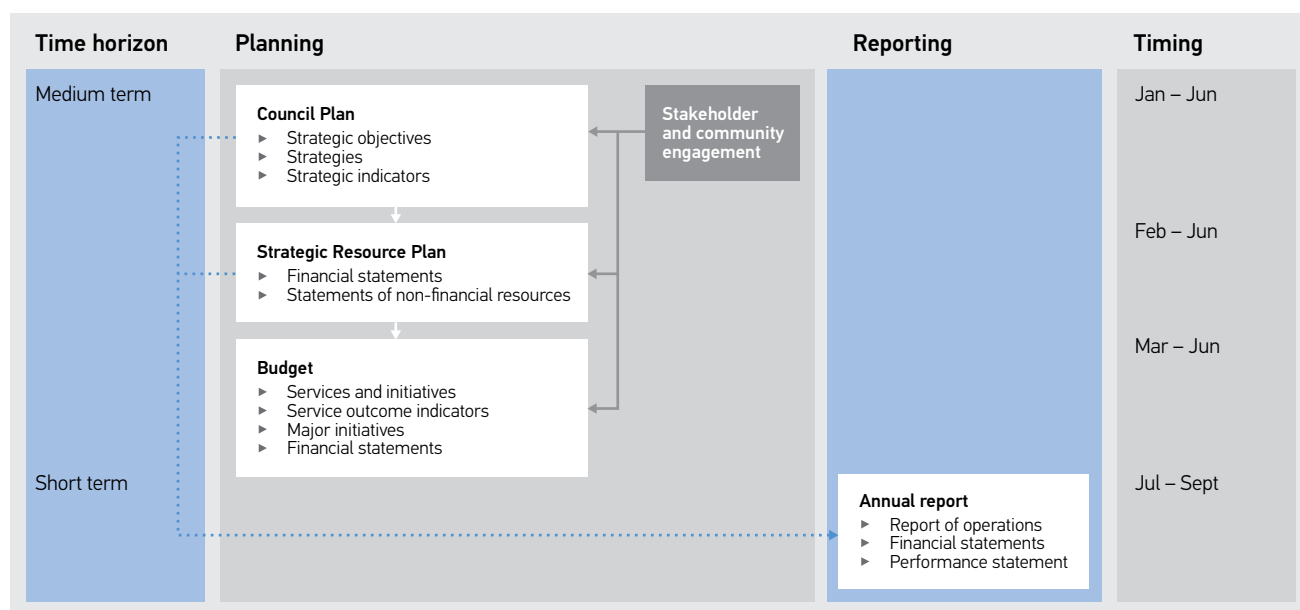 Time horizon
Planning
Reporting
Timing
Medium term
Council Plan
► Strategic objectives
► Strategies
► Strategic indicators
Stakeholder
and community
engagement
Jan – Jun
Strategic Resource Plan
► Financial statements
► Statements of non-financial resources
Feb – Jun
Budget
► Services and initiatives
► Service outcome indicators
► Major initiatives
► Financial statements
Mar – Jun
Short term
Annual report
► Report of operations
► Financial statements
► Performance statement
Jul – Sept